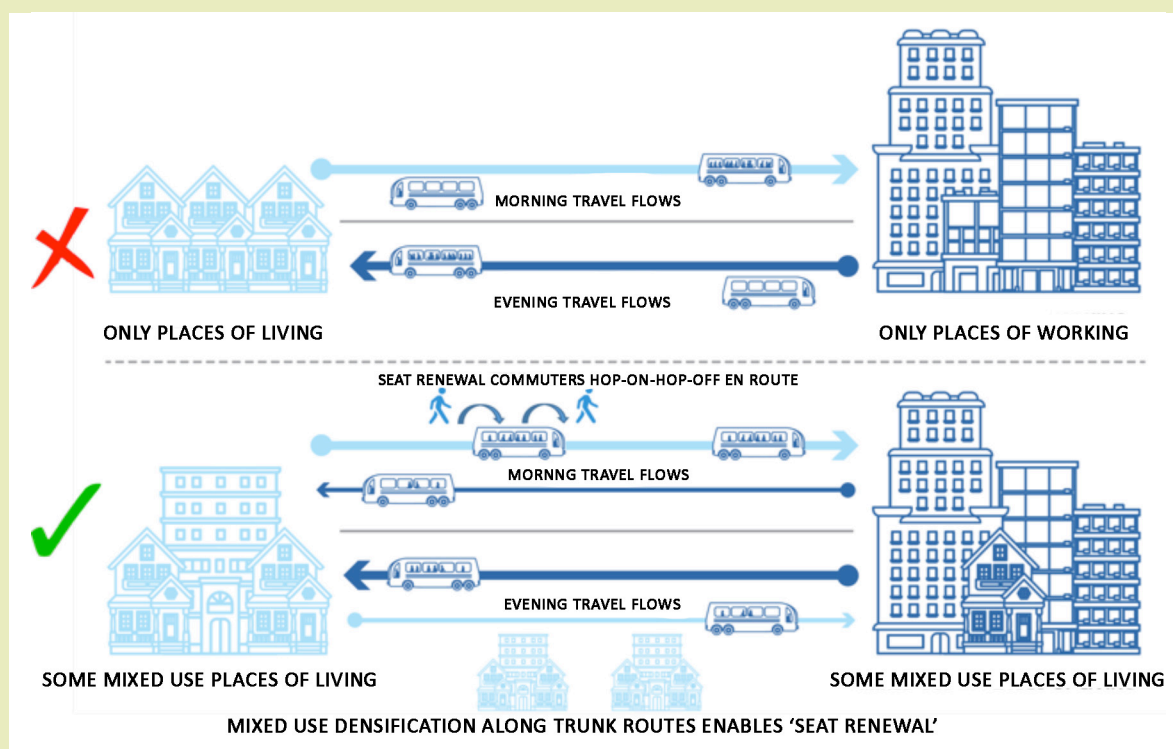 MORNING TRAVEL FLOWS
EVENING TRAVEL FLOWS
ONLY PLACES OF LIVING
ONLY PLACES OF WORKING
SEAT RENEWAL COMMUTERS HOP-ON-HOP-OFF EN ROUTE
MORNNG TRAVEL FLOWS
EVENING TRAVEL FLOWS
SOME MIXED USE PLACES OF LIVING
SOME MIXED USE PLACES OF LIVING
MIXED USE DENSIFICATION ALONG TRUNK ROUTES ENABLES ‘SEAT RENEWAL’